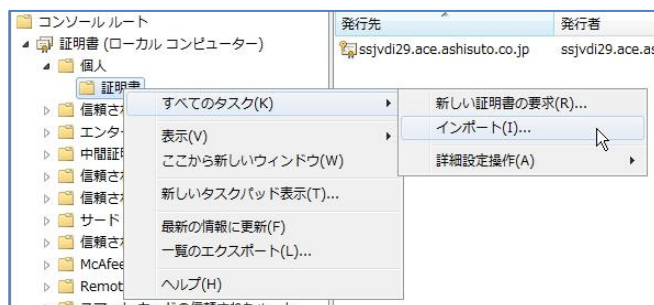 コンソール ルート
発行先
発行者
証明書 (ローカル コンピューター)
ssjvdi29.ace.ashisuto.co.jp
ssjvdi29.ace.as
個人
証明書
信頼され
すべてのタスク(K)
新しい証明書の要求(R)...
エンター
表示(V)
インポート(I)...
中間証
ここから新しいウィンドウ(W)
詳細設定操作(A)
信頼され
信頼され
新しいタスクパッド表示(T)...
サード
最新の情報に更新(F)
信頼され
一覧のエクスポート(L)...
McAfee
Remot
ヘルプ(H)